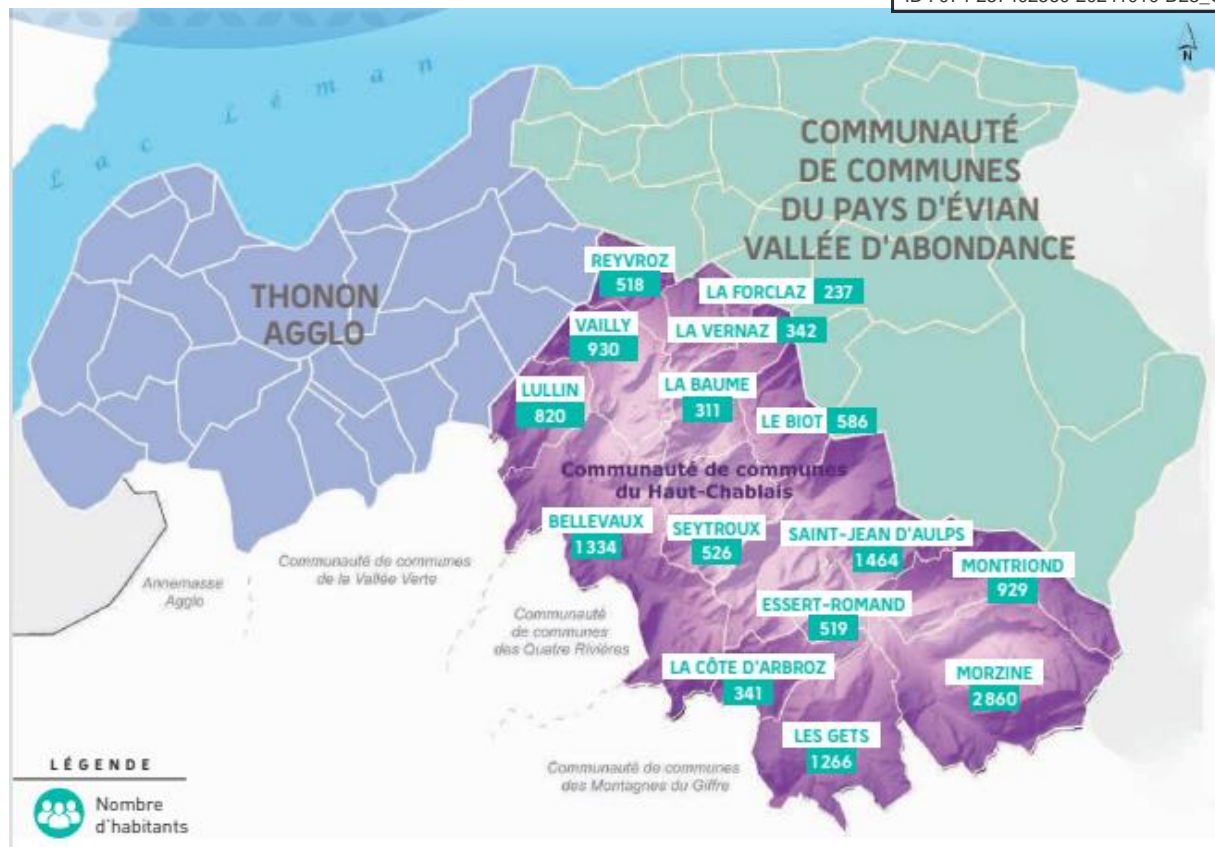 Lac Léman
N
COMMUNAUTÉ
DE COMMUNES
DU PAYS D'ÉVIAN
VALLÉE D'ABONDANCE
THONON
AGGLO
REYVROZ
518
LA FORCLAZ 237
VAILLY
930
LA VERNAZ 342
LULLIN
820
LA BAUME
311
LE BIOT 586
Communauté de communes
du Haut-Chablais
BELLEVAUX
1334
SEYTROUX
526
SAINT-JEAN D'AULPS
1464
MONTRIOND
929
Communauté de communes
de la Vallée Verte
Annemasse
Agglo
ESSERT-ROMAND
519
Communauté
de communes
des Quatre Rivières
LA CÔTE D'ARBROZ
341
MORZINE
2860
LES GETS
1266
Communauté de communes
des Montagnes du Giffre
LÉGENDE
Nombre
d'habitants